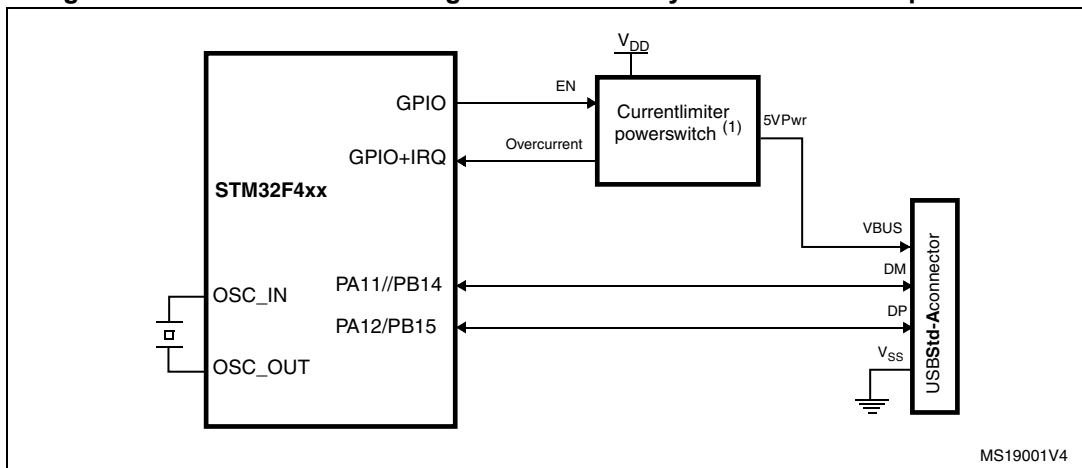 V_DD
EN
GPIO
Currentlimiter
powerswitch (1)
5VPwr
Overcurrent
GPIO+IRQ
STM32F4xx
VBUS
DM
PA11//PB14
OSC_IN
DP
PA12/PB15
V_SS
OSC_OUT
USBStd-Aconnector
MS19001V4